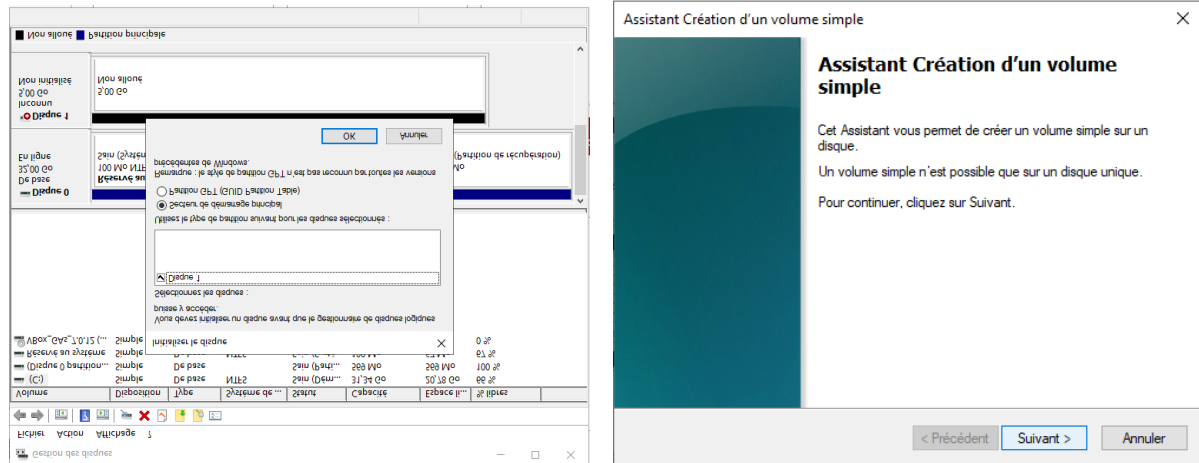 Gestion des disques
Fichier Action Affichage ?
Volume Disposition Type Système de ... Statut Capacité Espace li... % libres
(C:) Simple De base NTFS Sain (Dém... 31,34 Go 20,78 Go 66 %
(Disque 0 partition... Simple De base Sain (Parti... 569 Mo 569 Mo 100 %
Réservé au système Simple 67 %
VBox_GAs_7.0.12 (... Simple 0 %
Initialiser le disque
Vous devez initialiser un disque avant que le gestionnaire de disques logiques
puisse y accéder.
Sélectionnez les disques :
Disque 1
Utilisez le type de partition suivant pour les disques sélectionnés :
Secteur de démarrage principal
Partition GPT (GUID Partition Table)
Remarque : le style de partition GPT n'est pas reconnu par toutes les versions
précédentes de Windows.
OK Annuler
Disque 0
De base
32,00 Go
En ligne
Réservé au
100 Mo NTF
Sain (Systèm
Mo
(Partition de récupération)
Disque 1
Inconnu
5,00 Go
Non initialisé
5,00 Go
Non alloué
Non alloué Partition principale
Assistant Création d'un volume simple
Assistant Création d'un volume
simple
Cet Assistant vous permet de créer un volume simple sur un
disque.
Un volume simple n'est possible que sur un disque unique.
Pour continuer, cliquez sur Suivant.
< Précédent Suivant > Annuler